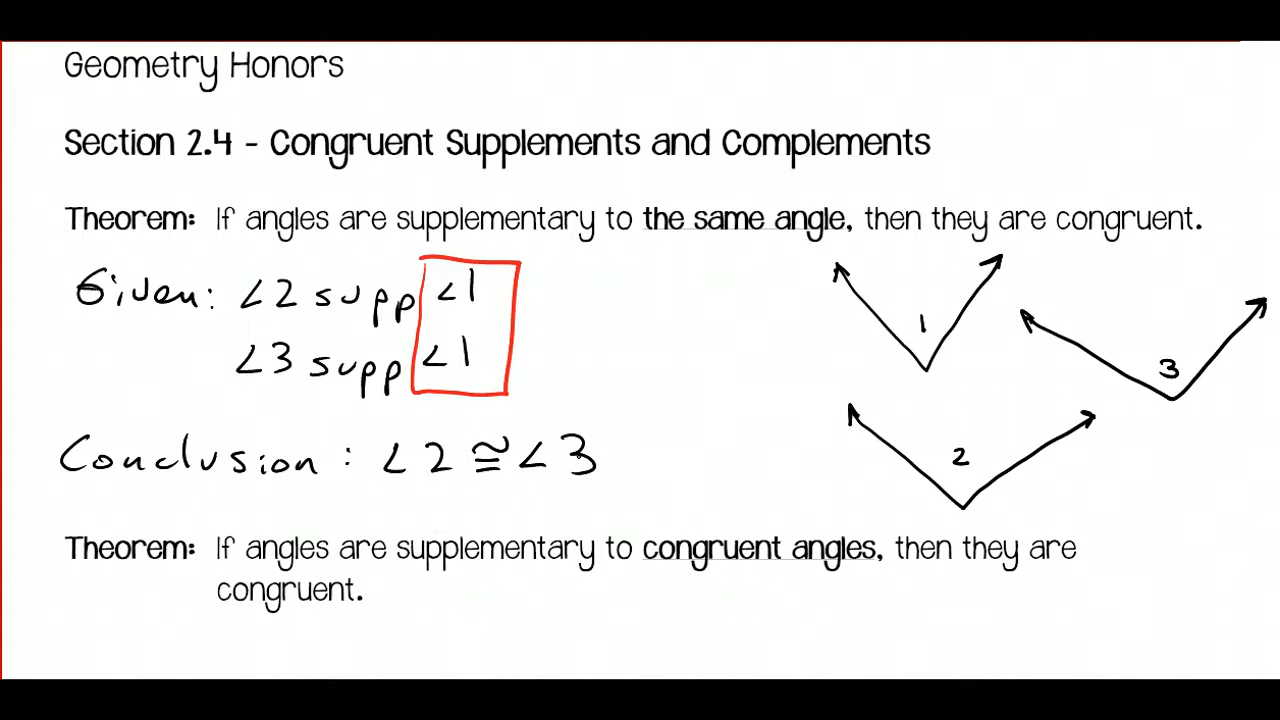 Geometry Honors
Section 2.4 - Congruent Supplements and Complements
Theorem: If angles are supplementary to the same angle, then they are congruent.
Given: ∠2 supp ∠1
∠3 supp ∠1
1
3
Conclusion: ∠2 ≅ ∠3
2
Theorem: If angles are supplementary to congruent angles, then they are
congruent.